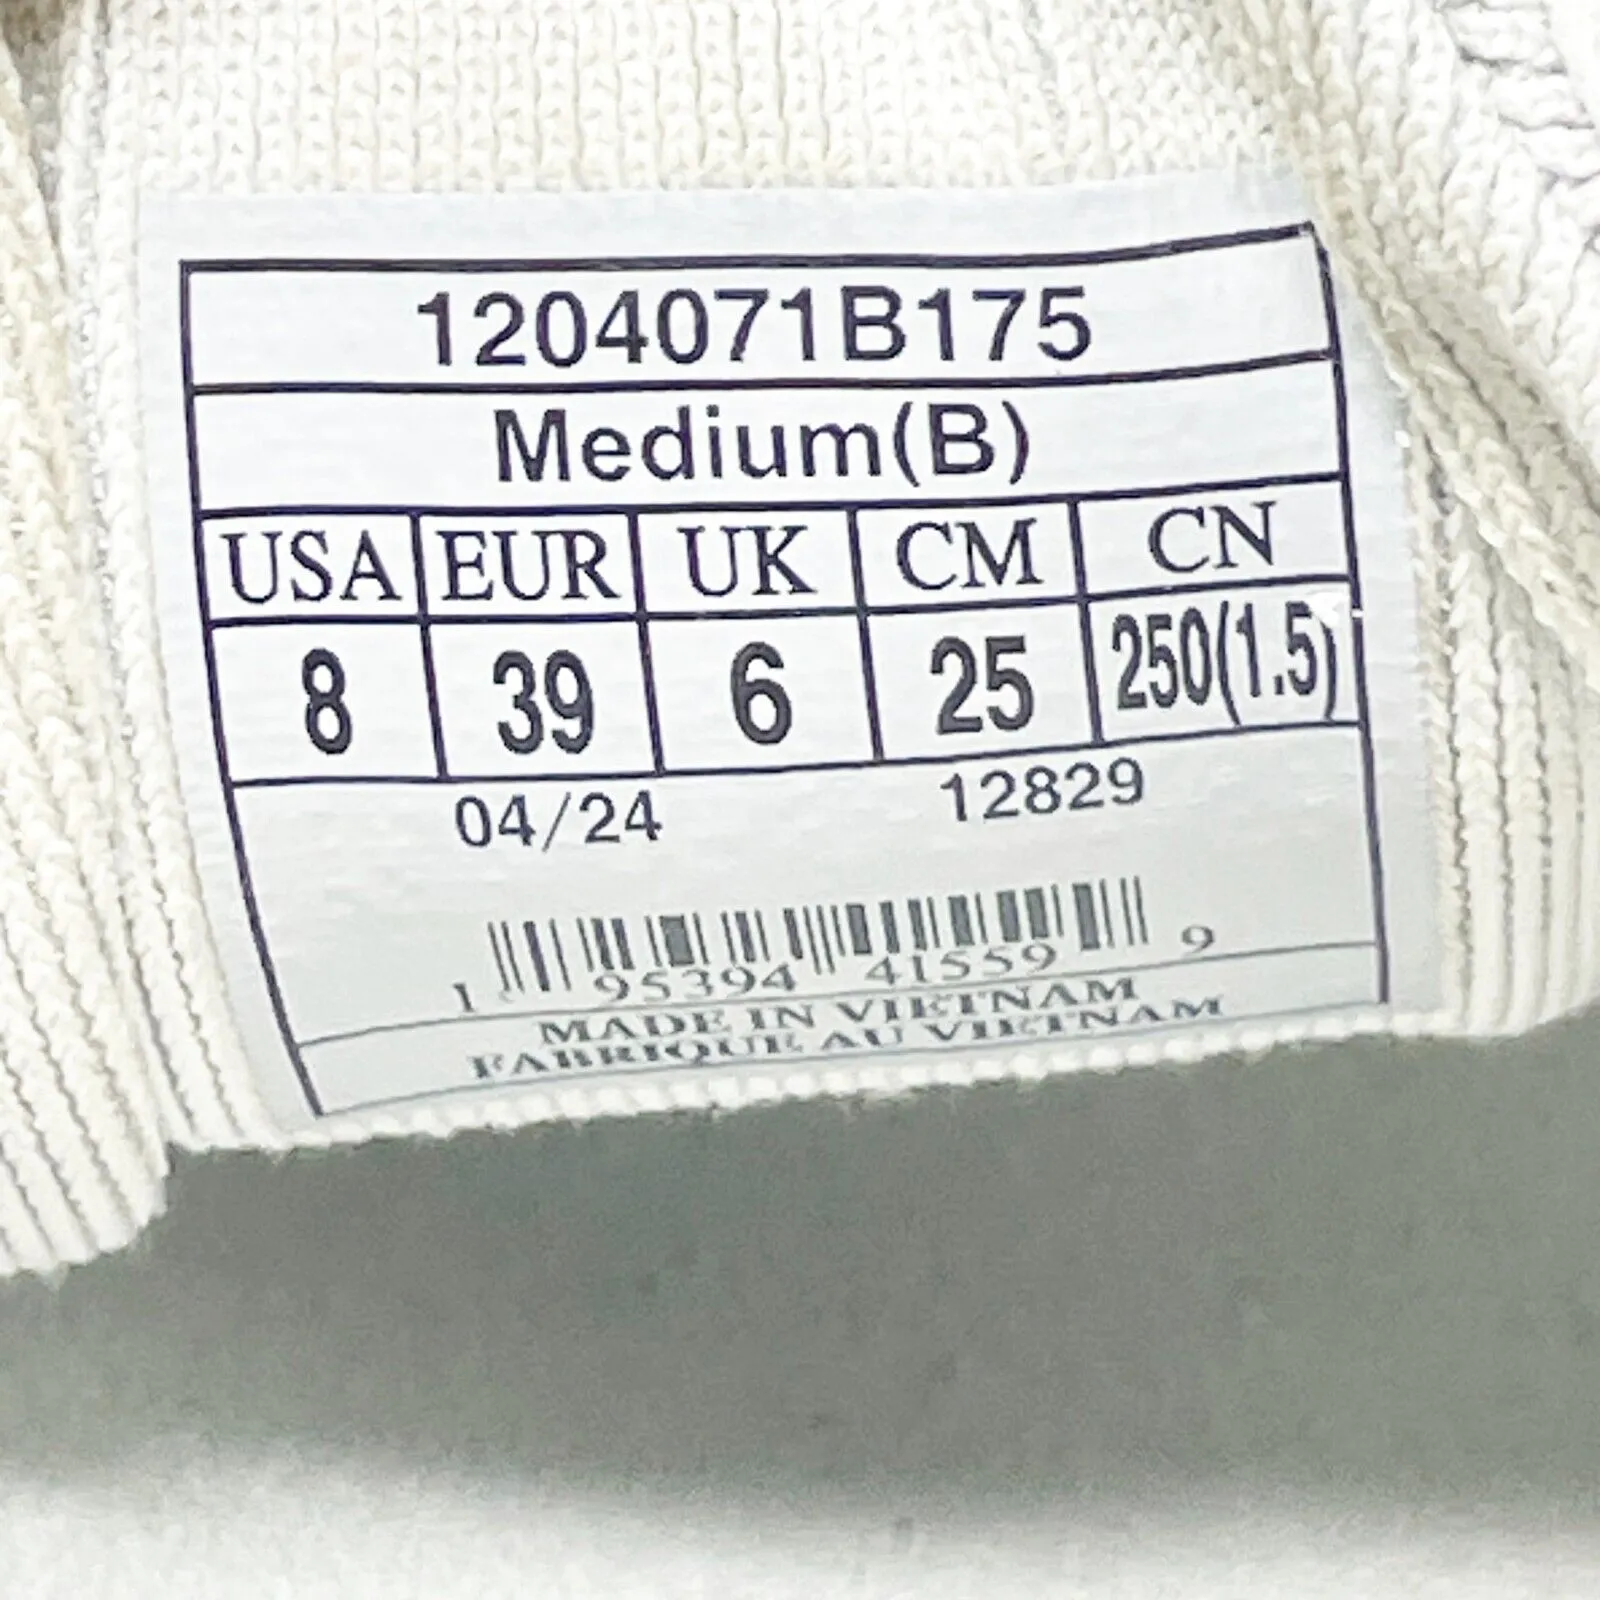 1204071B175
Medium(B)
USA EUR UK CM CN
8 39 6 25 250(1.5)
04/24 12829
1 95394 41559 9
MADE IN VIETNAM
FABRIQUE AU VIETNAM